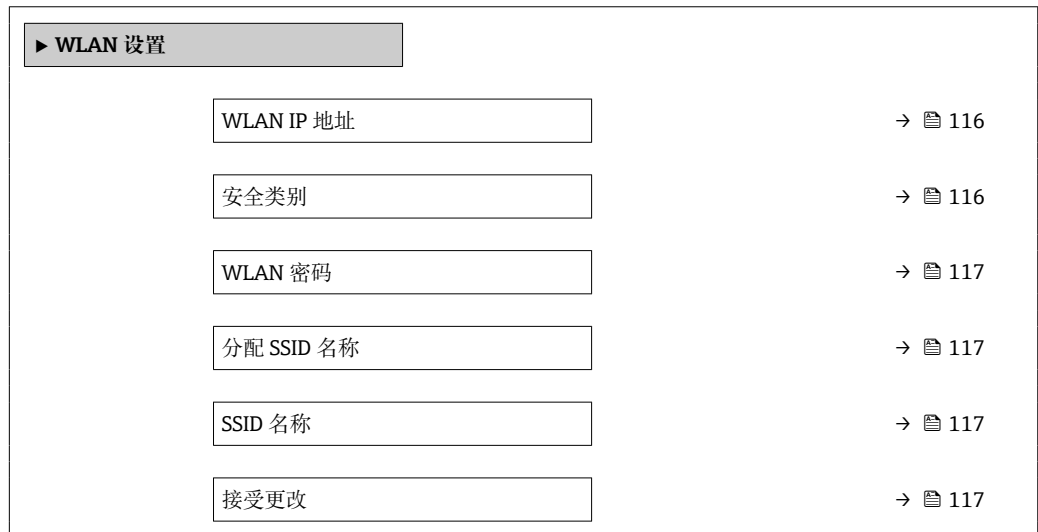 ▶ WLAN 设置
WLAN IP 地址 → 116
安全类别 → 116
WLAN 密码 → 117
分配 SSID 名称 → 117
SSID 名称 → 117
接受更改 → 117